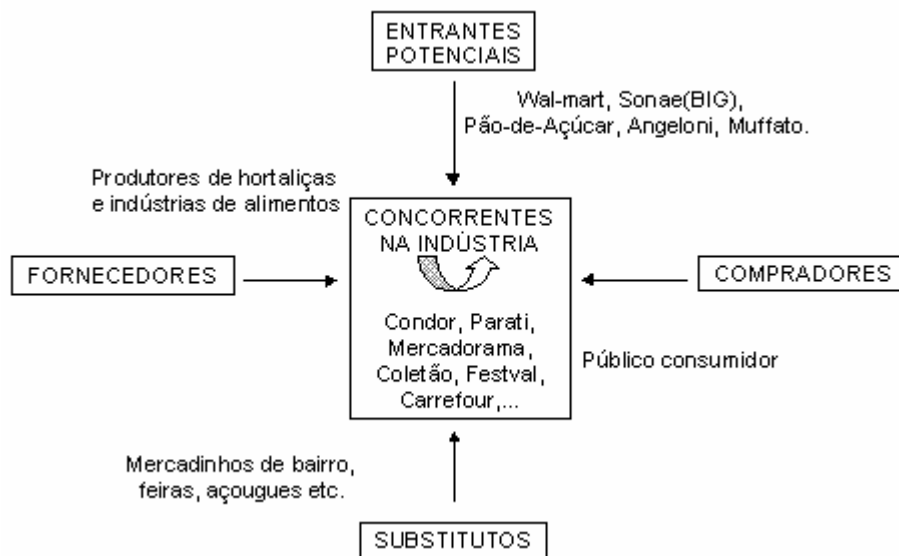 ENTRANTES
POTENCIAIS
Wal-mart, Sonae(BIG),
Pão-de-Açúcar, Angeloni, Muffato.
Produtores de hortaliças
e indústrias de alimentos
CONCORRENTES
NA INDÚSTRIA
FORNECEDORES
COMPRADORES
Condor, Parati,
Mercadorama,
Coletão, Festval,
Carrefour,...
Público consumidor
Mercadinhos de bairro,
feiras, açougues etc.
SUBSTITUTOS